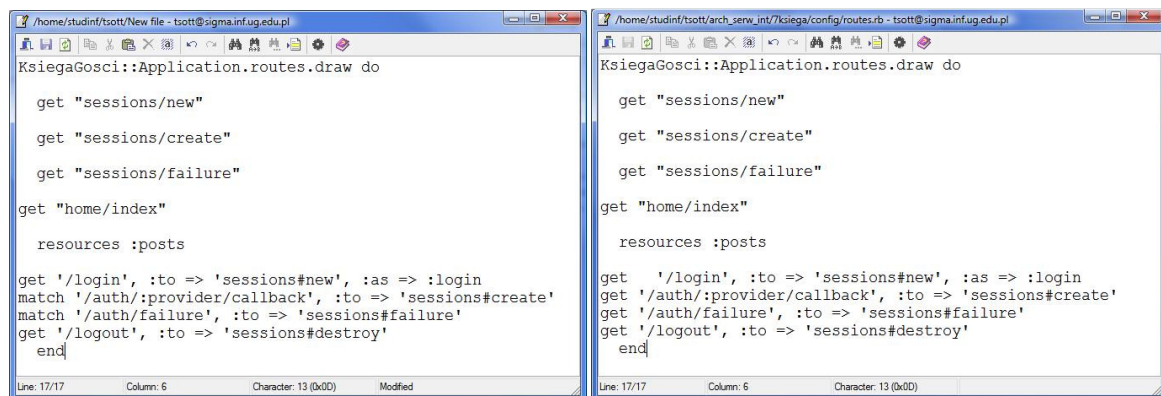 /home/studinf/tsott/New file - tsott@sigma.inf.ug.edu.pl
KsiegaGosci::Application.routes.draw do
get "sessions/new"
get "sessions/create"
get "sessions/failure"
get "home/index"
resources :posts
get '/login', :to => 'sessions#new', :as => :login
match '/auth/:provider/callback', :to => 'sessions#create'
match '/auth/failure', :to => 'sessions#failure'
get '/logout', :to => 'sessions#destroy'
end
Line: 17/17 Column: 6 Character: 13 (0x0D) Modified
/home/studinf/tsott/arch_serw_int/7ksiega/config/routes.rb - tsott@sigma.inf.ug.edu.pl
KsiegaGosci::Application.routes.draw do
get "sessions/new"
get "sessions/create"
get "sessions/failure"
get "home/index"
resources :posts
get   '/login', :to => 'sessions#new', :as => :login
get '/auth/:provider/callback', :to => 'sessions#create'
get '/auth/failure', :to => 'sessions#failure'
get '/logout', :to => 'sessions#destroy'
end
Line: 17/17 Column: 6 Character: 13 (0x0D)